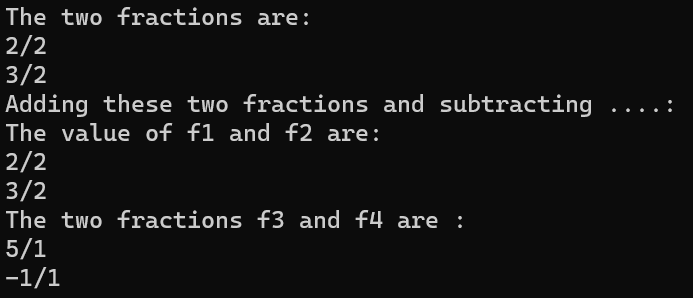 The two fractions are:
2/2
3/2
Adding these two fractions and subtracting ....:
The value of f1 and f2 are:
2/2
3/2
The two fractions f3 and f4 are :
5/1
-1/1